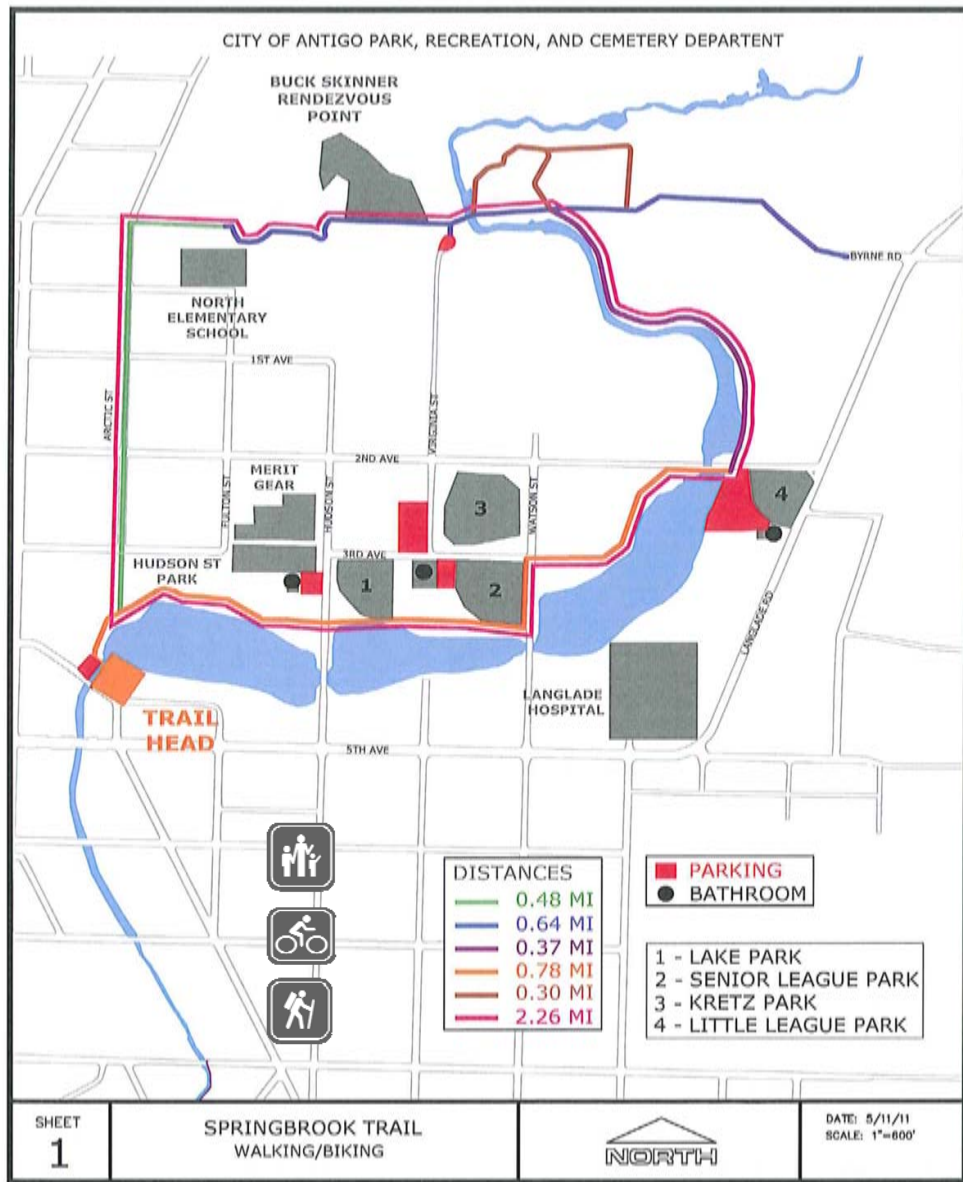 CITY OF ANTIGO PARK, RECREATION, AND CEMETERY DEPARTENT
BUCK SKINNER
RENDEZVOUS
POINT
BYRNE RD
NORTH
ELEMENTARY
SCHOOL
1ST AVE
ARCTIC ST
VIRGINIA ST
2ND AVE
MERIT
GEAR
FULTON ST
HUDSON ST
WATSON ST
3
4
3RD AVE
HUDSON ST
PARK
1
2
LANGLADE RD
LANGLADE
HOSPITAL
TRAIL
HEAD
5TH AVE
DISTANCES
0.48 MI
0.64 MI
0.37 MI
0.78 MI
0.30 MI
2.26 MI
PARKING
BATHROOM
1 - LAKE PARK
2 - SENIOR LEAGUE PARK
3 - KRETZ PARK
4 - LITTLE LEAGUE PARK
SHEET
1
SPRINGBROOK TRAIL
WALKING/BIKING
NORTH
DATE: 5/11/11
SCALE: 1"=600'